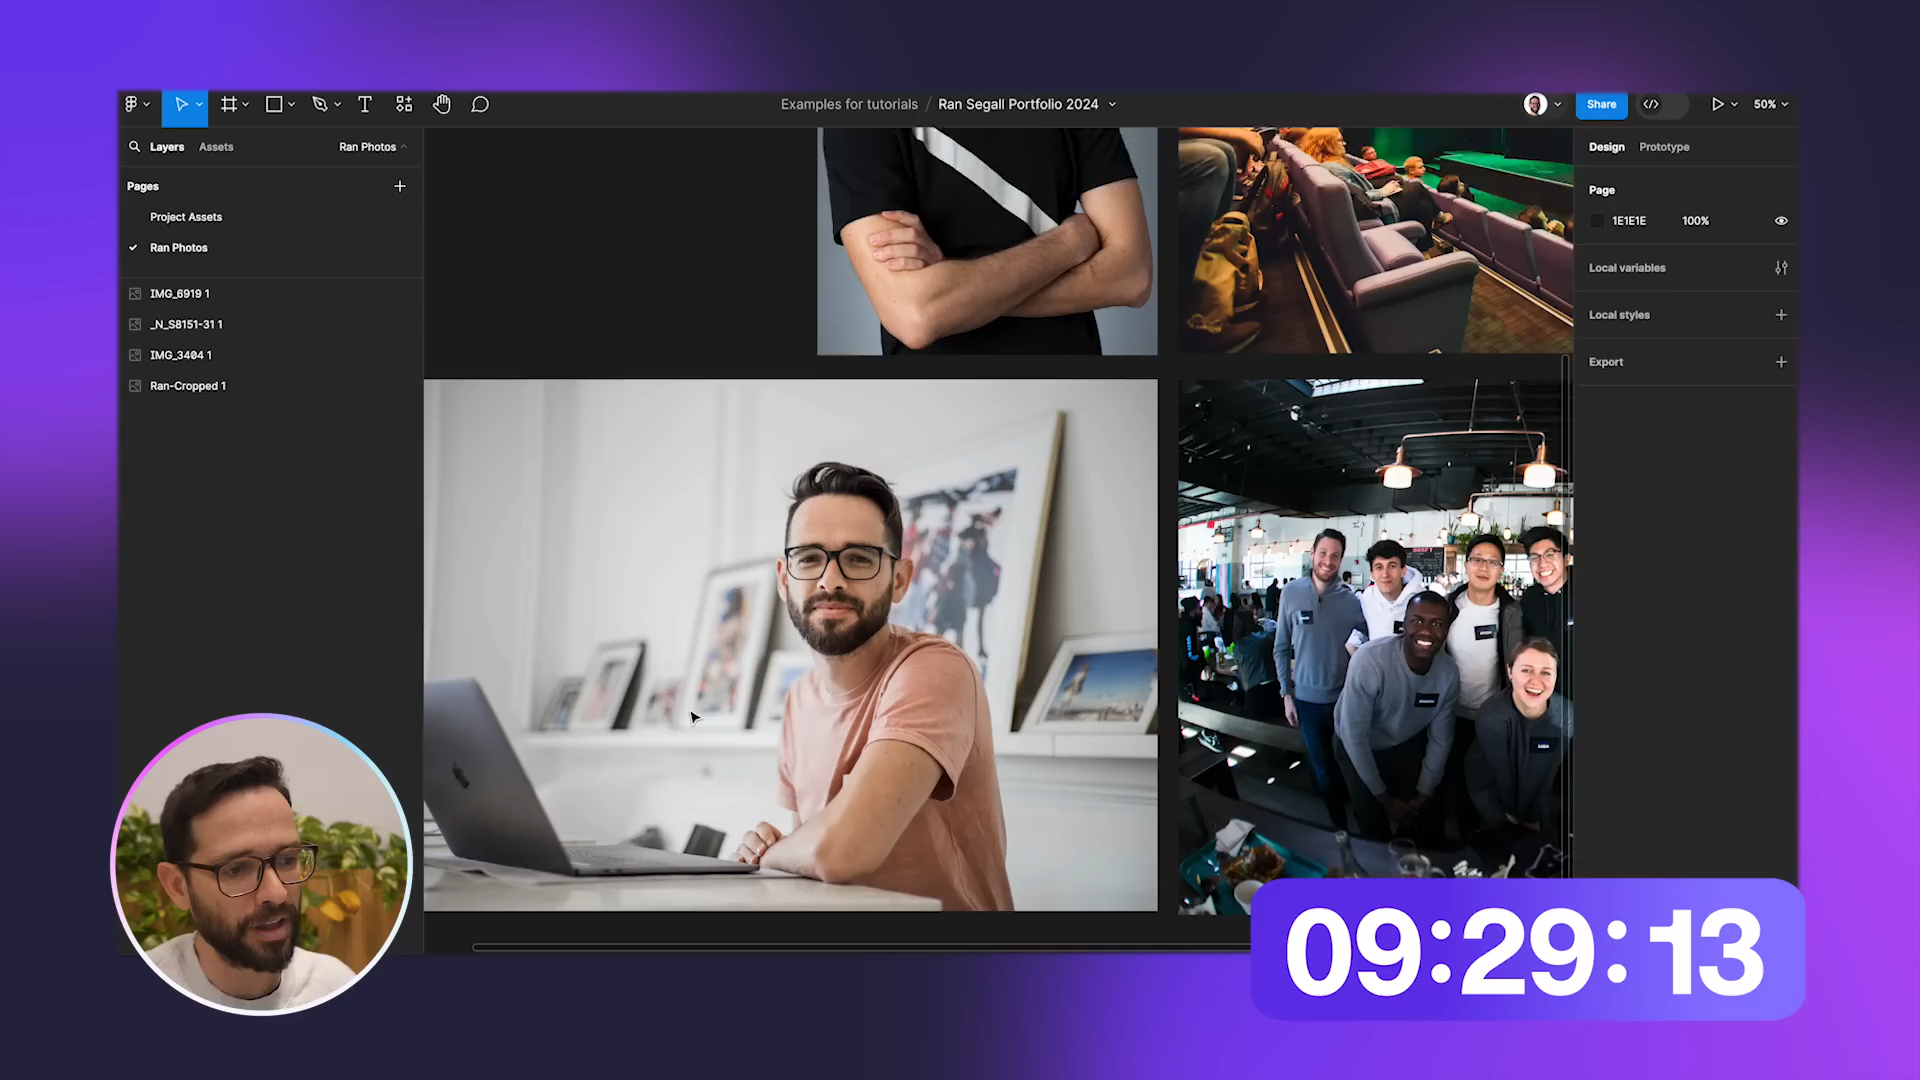 Examples for tutorials / Ran Segall Portfolio 2024
Share
50%
Layers
Assets
Ran Photos
Pages
Project Assets
Ran Photos
IMG_6919 1
_N_S8151-31 1
IMG_3404 1
Ran-Cropped 1
Design
Prototype
Page
1E1E1E
100%
Local variables
Local styles
Export
09:29:13